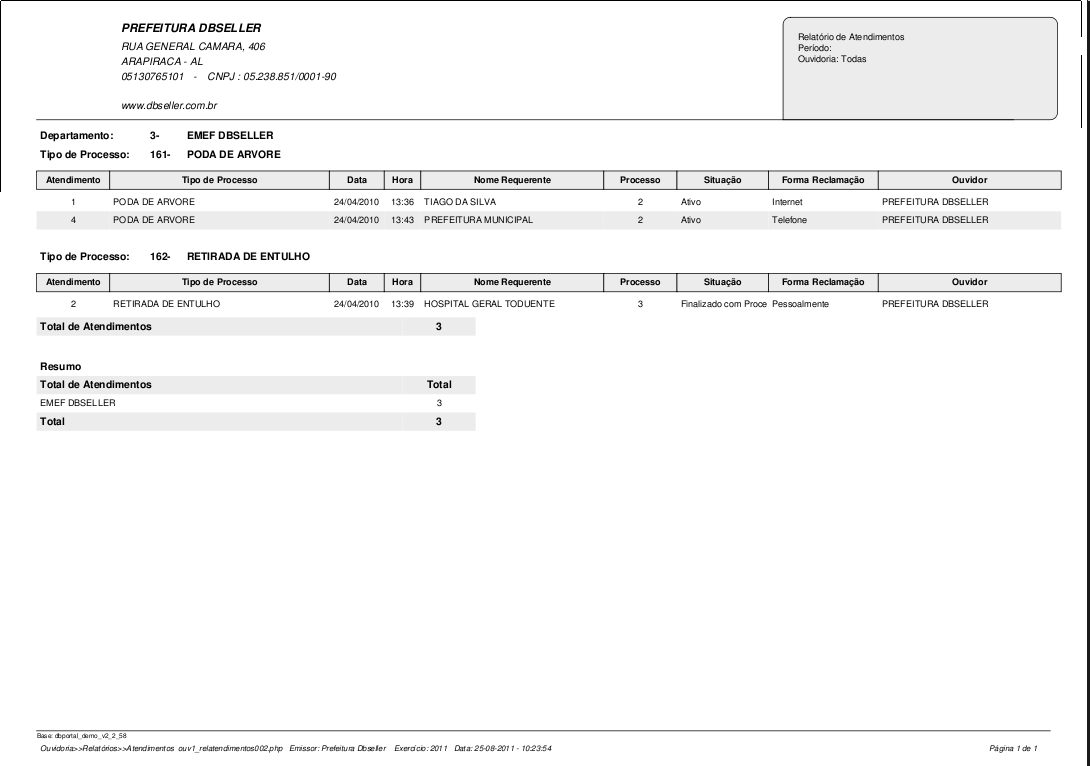 PREFEITURA DBSELLER
RUA GENERAL CAMARA, 406
ARAPIRACA - AL
05130765101 - CNPJ : 05.238.851/0001-90
www.dbseller.com.br
Relatório de Atendimentos
Período:
Ouvidoria: Todas
Departamento: 3- EMEF DBSELLER
Tipo de Processo: 161- PODA DE ARVORE
Atendimento Tipo de Processo Data Hora Nome Requerente Processo Situação Forma Reclamação Ouvidor
1 PODA DE ARVORE 24/04/2010 13:36 TIAGO DA SILVA 2 Ativo Internet PREFEITURA DBSELLER
4 PODA DE ARVORE 24/04/2010 13:43 PREFEITURA MUNICIPAL 2 Ativo Telefone PREFEITURA DBSELLER
Tipo de Processo: 162- RETIRADA DE ENTULHO
Atendimento Tipo de Processo Data Hora Nome Requerente Processo Situação Forma Reclamação Ouvidor
2 RETIRADA DE ENTULHO 24/04/2010 13:39 HOSPITAL GERAL TODUENTE 3 Finalizado com Proce Pessoalmente PREFEITURA DBSELLER
Total de Atendimentos 3
Resumo
Total de Atendimentos Total
EMEF DBSELLER 3
Total 3
Base: dbportal_demo_v2_2_58
Ouvidoria>>Relatórios>>Atendimentos ouv1_relatendimentos002.php Emissor: Prefeitura Dbseller Exercício: 2011 Data: 25-08-2011 - 10:23:54 Página 1 de 1